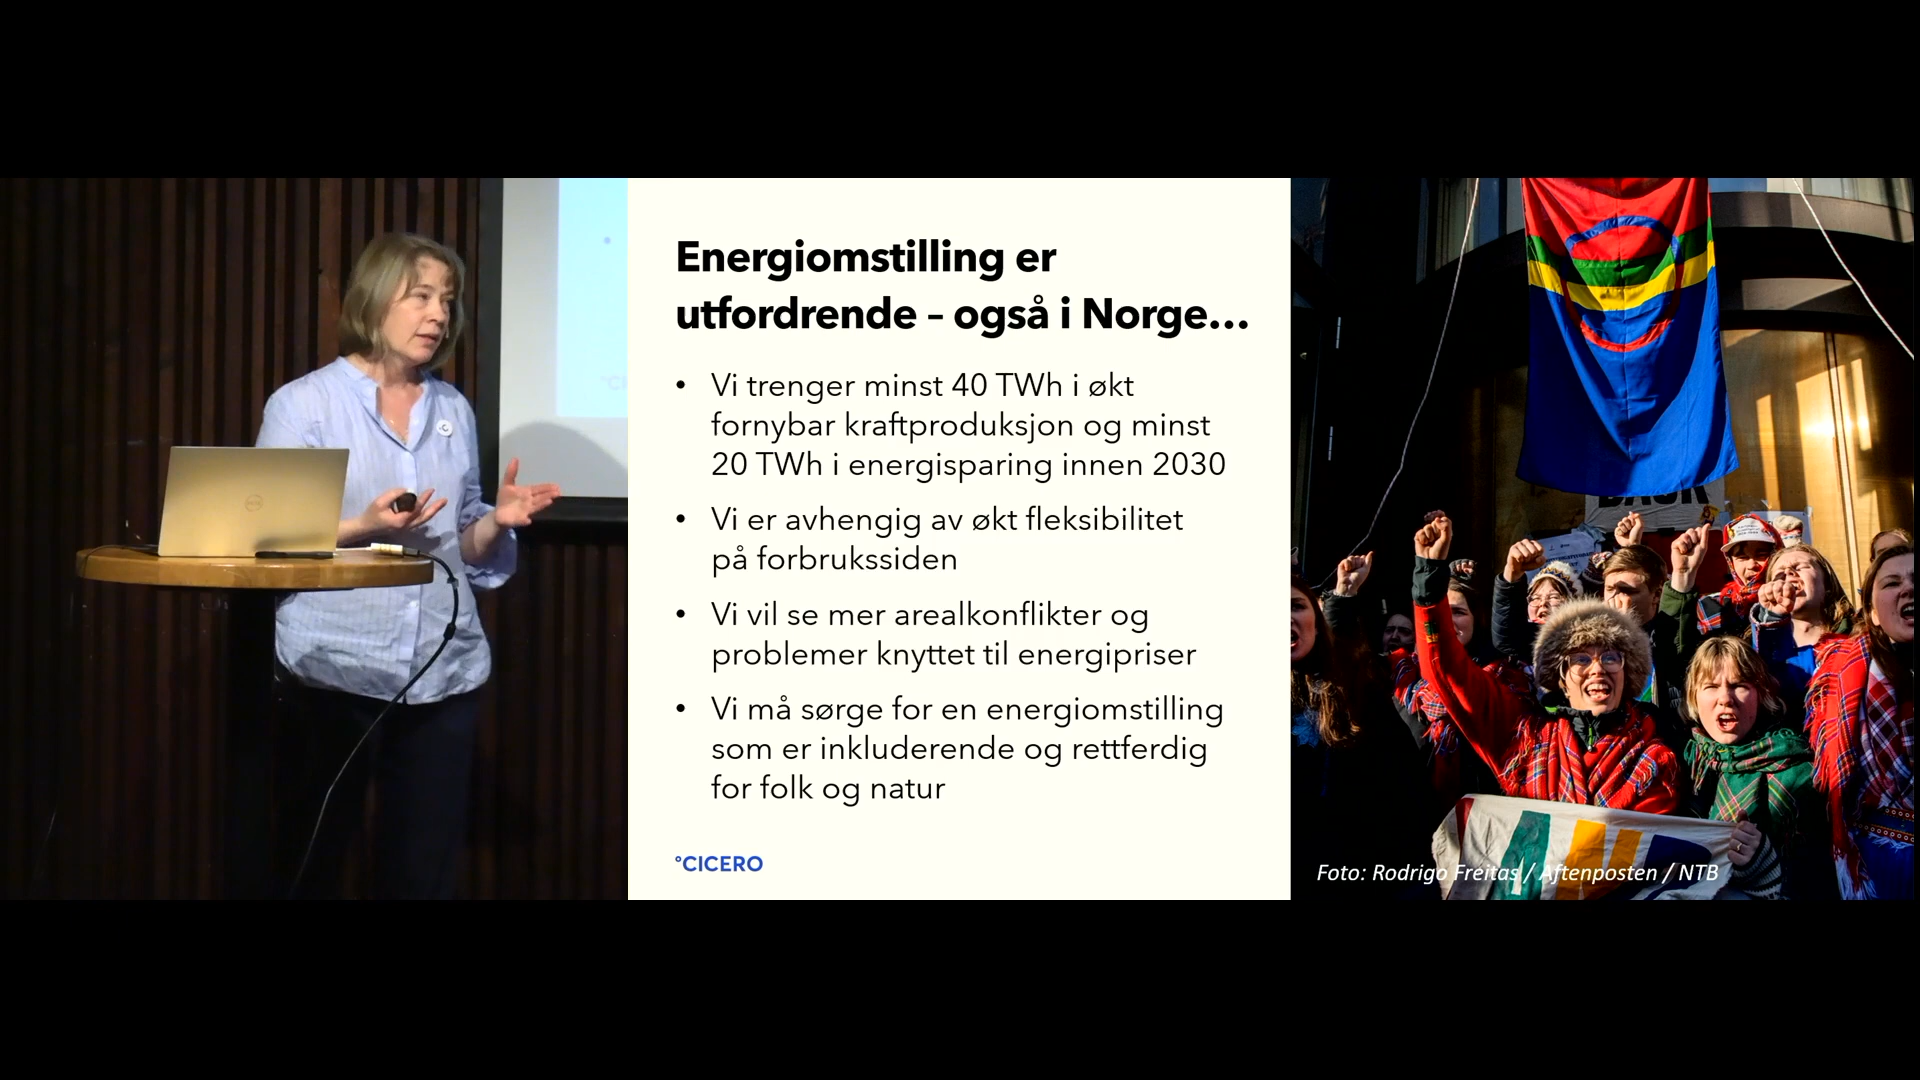 Energiomstilling er
utfordrende – også i Norge...
• Vi trenger minst 40 TWh i økt
fornybar kraftproduksjon og minst
20 TWh i energisparing innen 2030
• Vi er avhengig av økt fleksibilitet
på forbrukssiden
• Vi vil se mer arealkonflikter og
problemer knyttet til energipriser
• Vi må sørge for en energiomstilling
som er inkluderende og rettferdig
for folk og natur
°CICERO
Foto: Rodrigo Freitas / Aftenposten / NTB